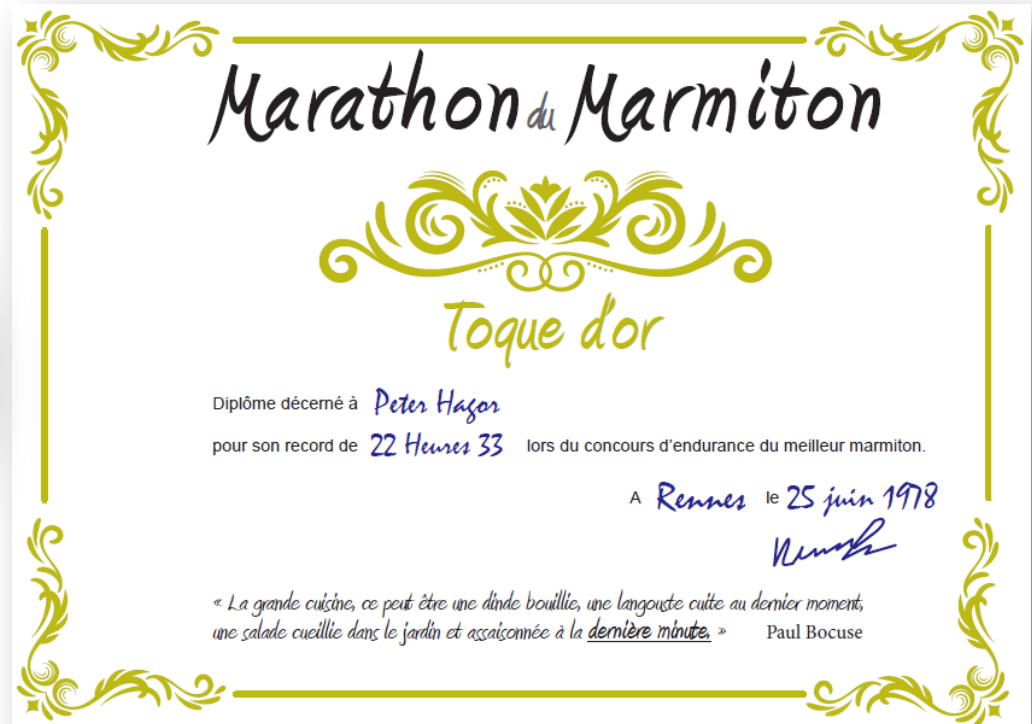 Marathon du Marmiton
Toque d'or
Diplôme décerné à Peter Hagor
pour son record de 22 Heures 33 lors du concours d'endurance du meilleur marmiton.
A Rennes le 25 juin 1978
« La grande cuisine, ce peut être une dinde bouillie, une langouste cuite au dernier moment,
une salade cueillie dans le jardin et assaisonnée à la dernière minute. » Paul Bocuse